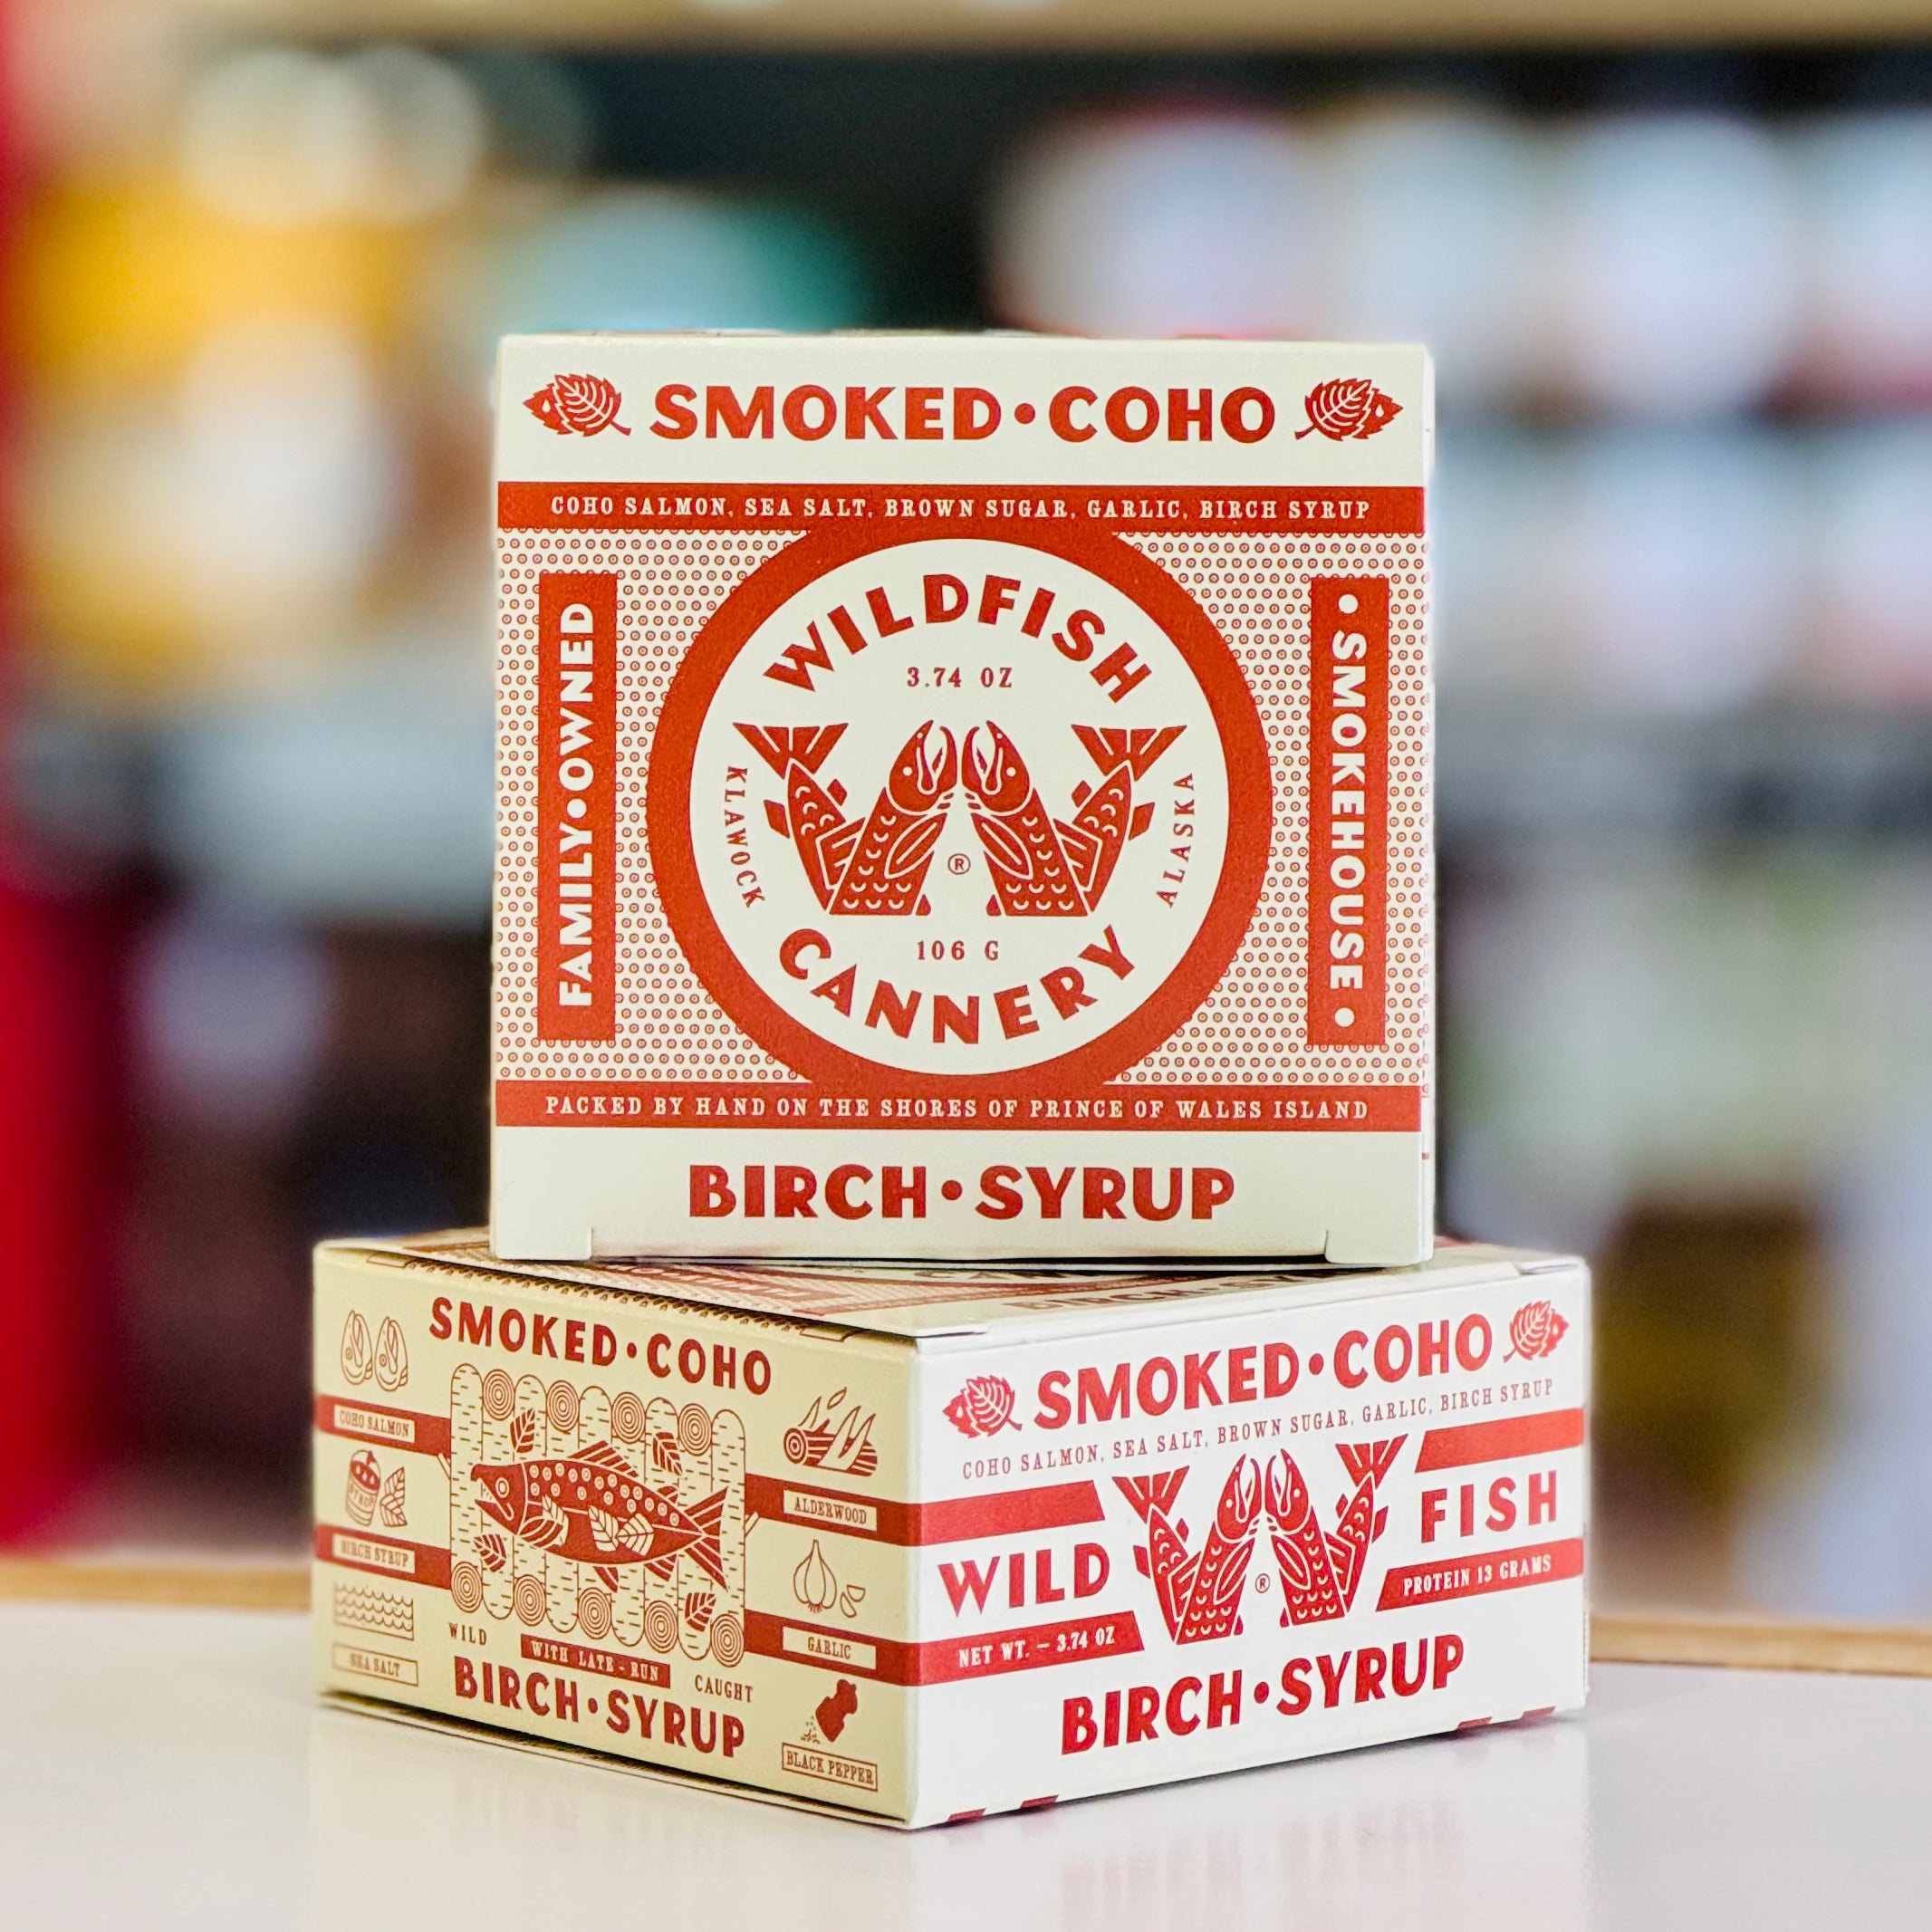 SMOKED • COHO
COHO SALMON, SEA SALT, BROWN SUGAR, GARLIC, BIRCH SYRUP
FAMILY • OWNED
WILDFISH
3.74 OZ
KLAWOCK
ALASKA
®
106 G
CANNERY
• SMOKEHOUSE •
PACKED BY HAND ON THE SHORES OF PRINCE OF WALES ISLAND
BIRCH • SYRUP
SMOKED • COHO
COHO SALMON
SYRUP
BIRCH SYRUP
SEA SALT
ALDERWOOD
GARLIC
BLACK PEPPER
WILD
WITH LATE-RUN
CAUGHT
BIRCH • SYRUP
SMOKED • COHO
COHO SALMON, SEA SALT, BROWN SUGAR, GARLIC, BIRCH SYRUP
WILD
FISH
®
PROTEIN 13 GRAMS
NET WT. – 3.74 OZ
BIRCH • SYRUP